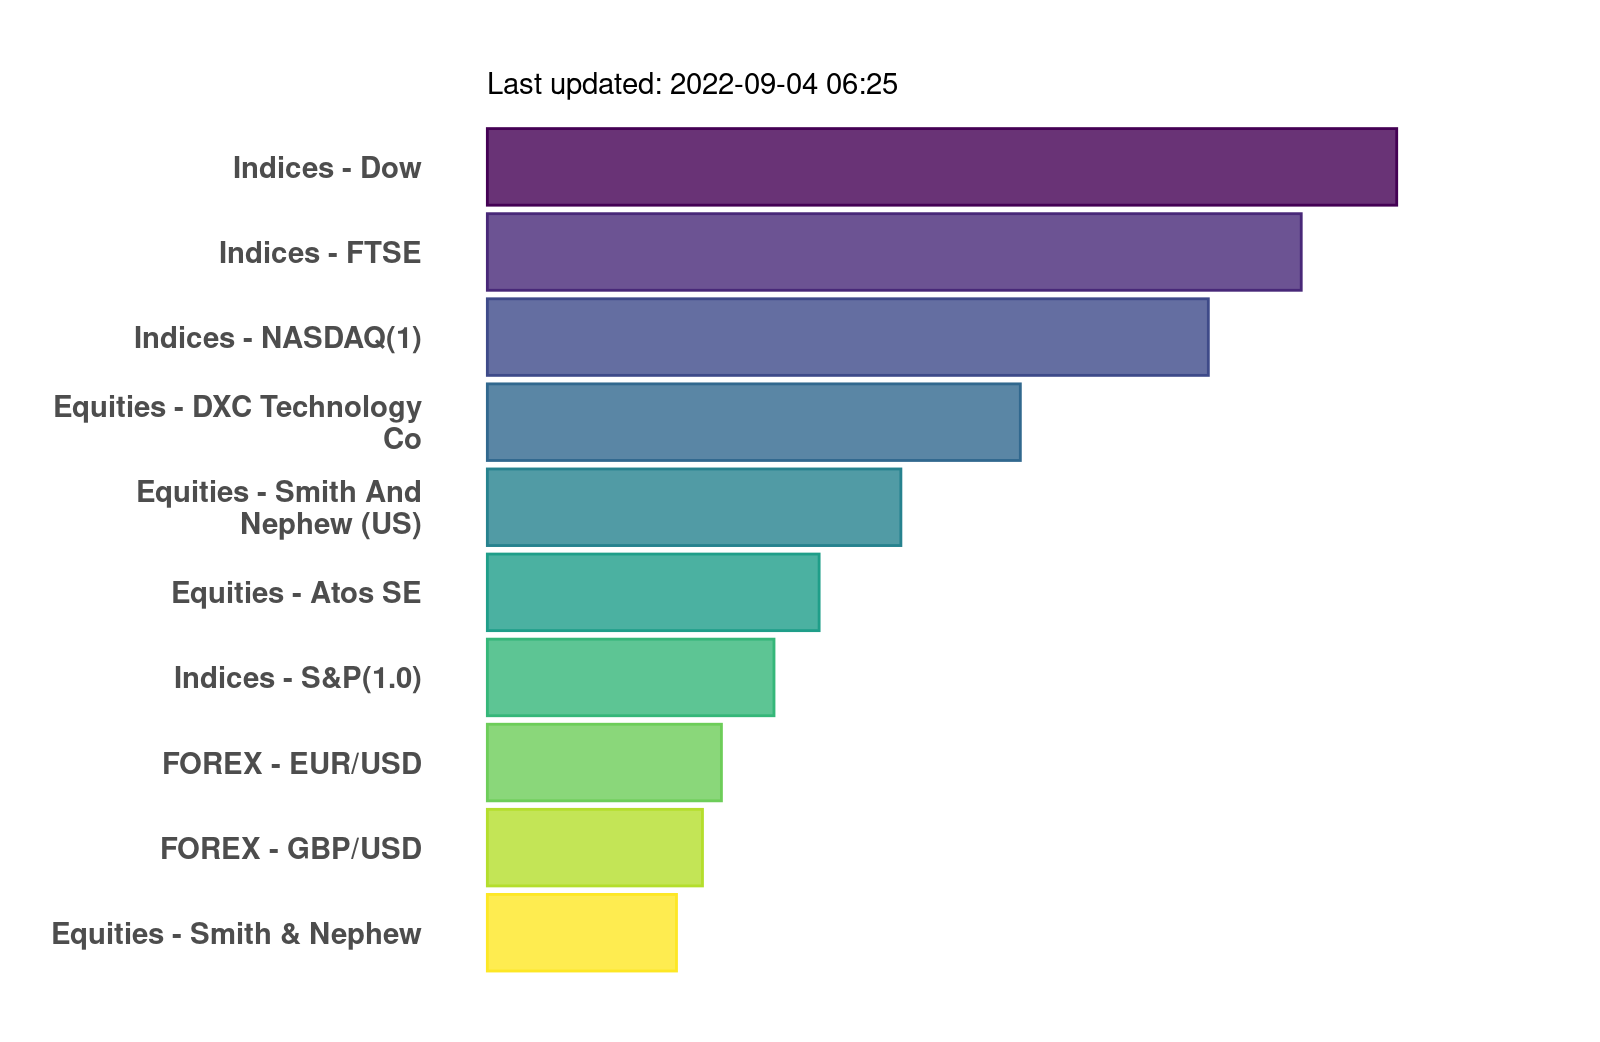 Last updated: 2022-09-04 06:25
Indices - Dow
Indices - FTSE
Indices - NASDAQ(1)
Equities - DXC Technology
Co
Equities - Smith And
Nephew (US)
Equities - Atos SE
Indices - S&P(1.0)
FOREX - EUR/USD
FOREX - GBP/USD
Equities - Smith & Nephew